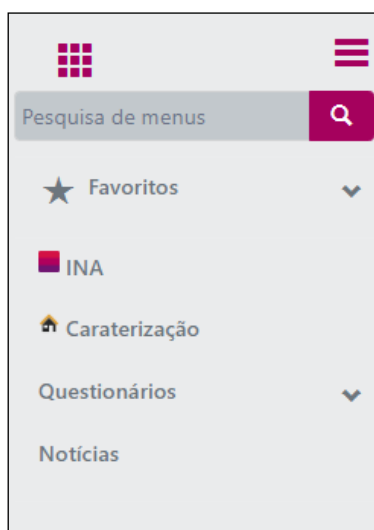 Pesquisa de menus
Favoritos
INA
Caraterização
Questionários
Notícias